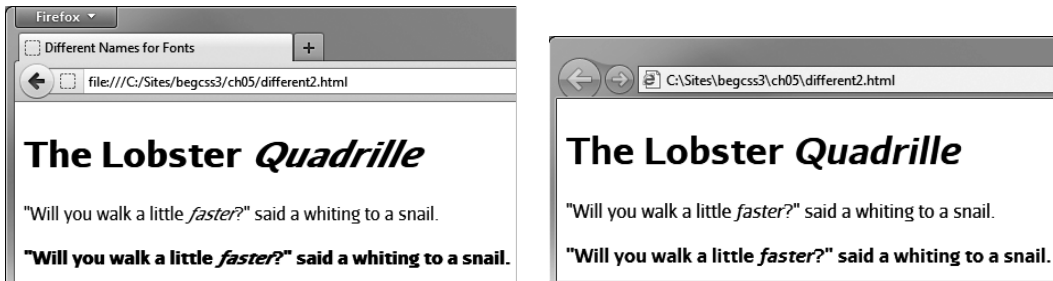 Firefox
Different Names for Fonts
+
file:///C:/Sites/begcss3/ch05/different2.html
The Lobster Quadrille
"Will you walk a little faster?" said a whiting to a snail.
"Will you walk a little faster?" said a whiting to a snail.
C:\Sites\begcss3\ch05\different2.html
The Lobster Quadrille
"Will you walk a little faster?" said a whiting to a snail.
"Will you walk a little faster?" said a whiting to a snail.